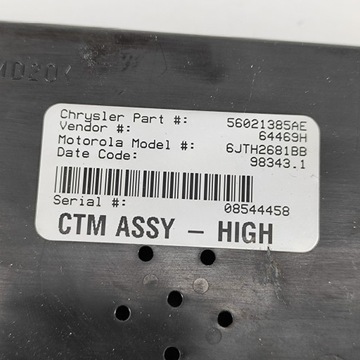 Chrysler Part #: 56021385AE
Vendor #: 64469H
Motorola Model #: 6JTH2681BB
Date Code: 98343.1
Serial #: 08544458
CTM ASSY – HIGH